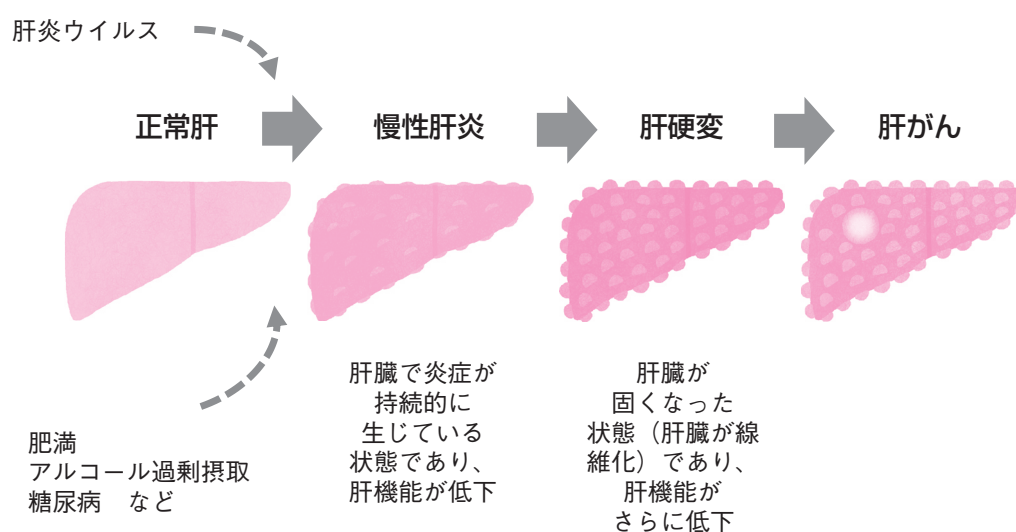 肝炎ウイルス
正常肝
慢性肝炎
肝硬変
肝がん
肝臓で炎症が
持続的に
生じている
状態であり、
肝機能が低下
肝臓が
固くなった
状態（肝臓が線
維化）であり、
肝機能が
さらに低下
肥満
アルコール過剰摂取
糖尿病　など